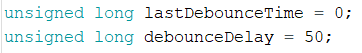 unsigned long lastDebounceTime = 0;
unsigned long debounceDelay = 50;